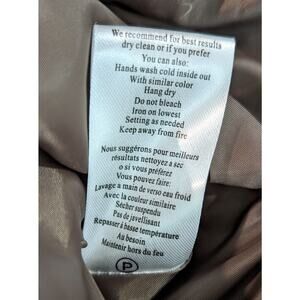 We recommend for best results
dry clean or if you prefer
You can also:
Hands wash cold inside out
With similar color
Hang dry
Do not bleach
Iron on lowest
Setting as needed
Keep away from fire
Nous suggérons pour meilleurs
résultats nettoyez a sec
o si vous préférez
Vous pouvez faire:
Lavage a main de verso eau froid
Avec la couleur similaire
Sécher suspendu
Pas de javellisant
Repasser à basse température
Au besoin
Maintenir hors du feu
P